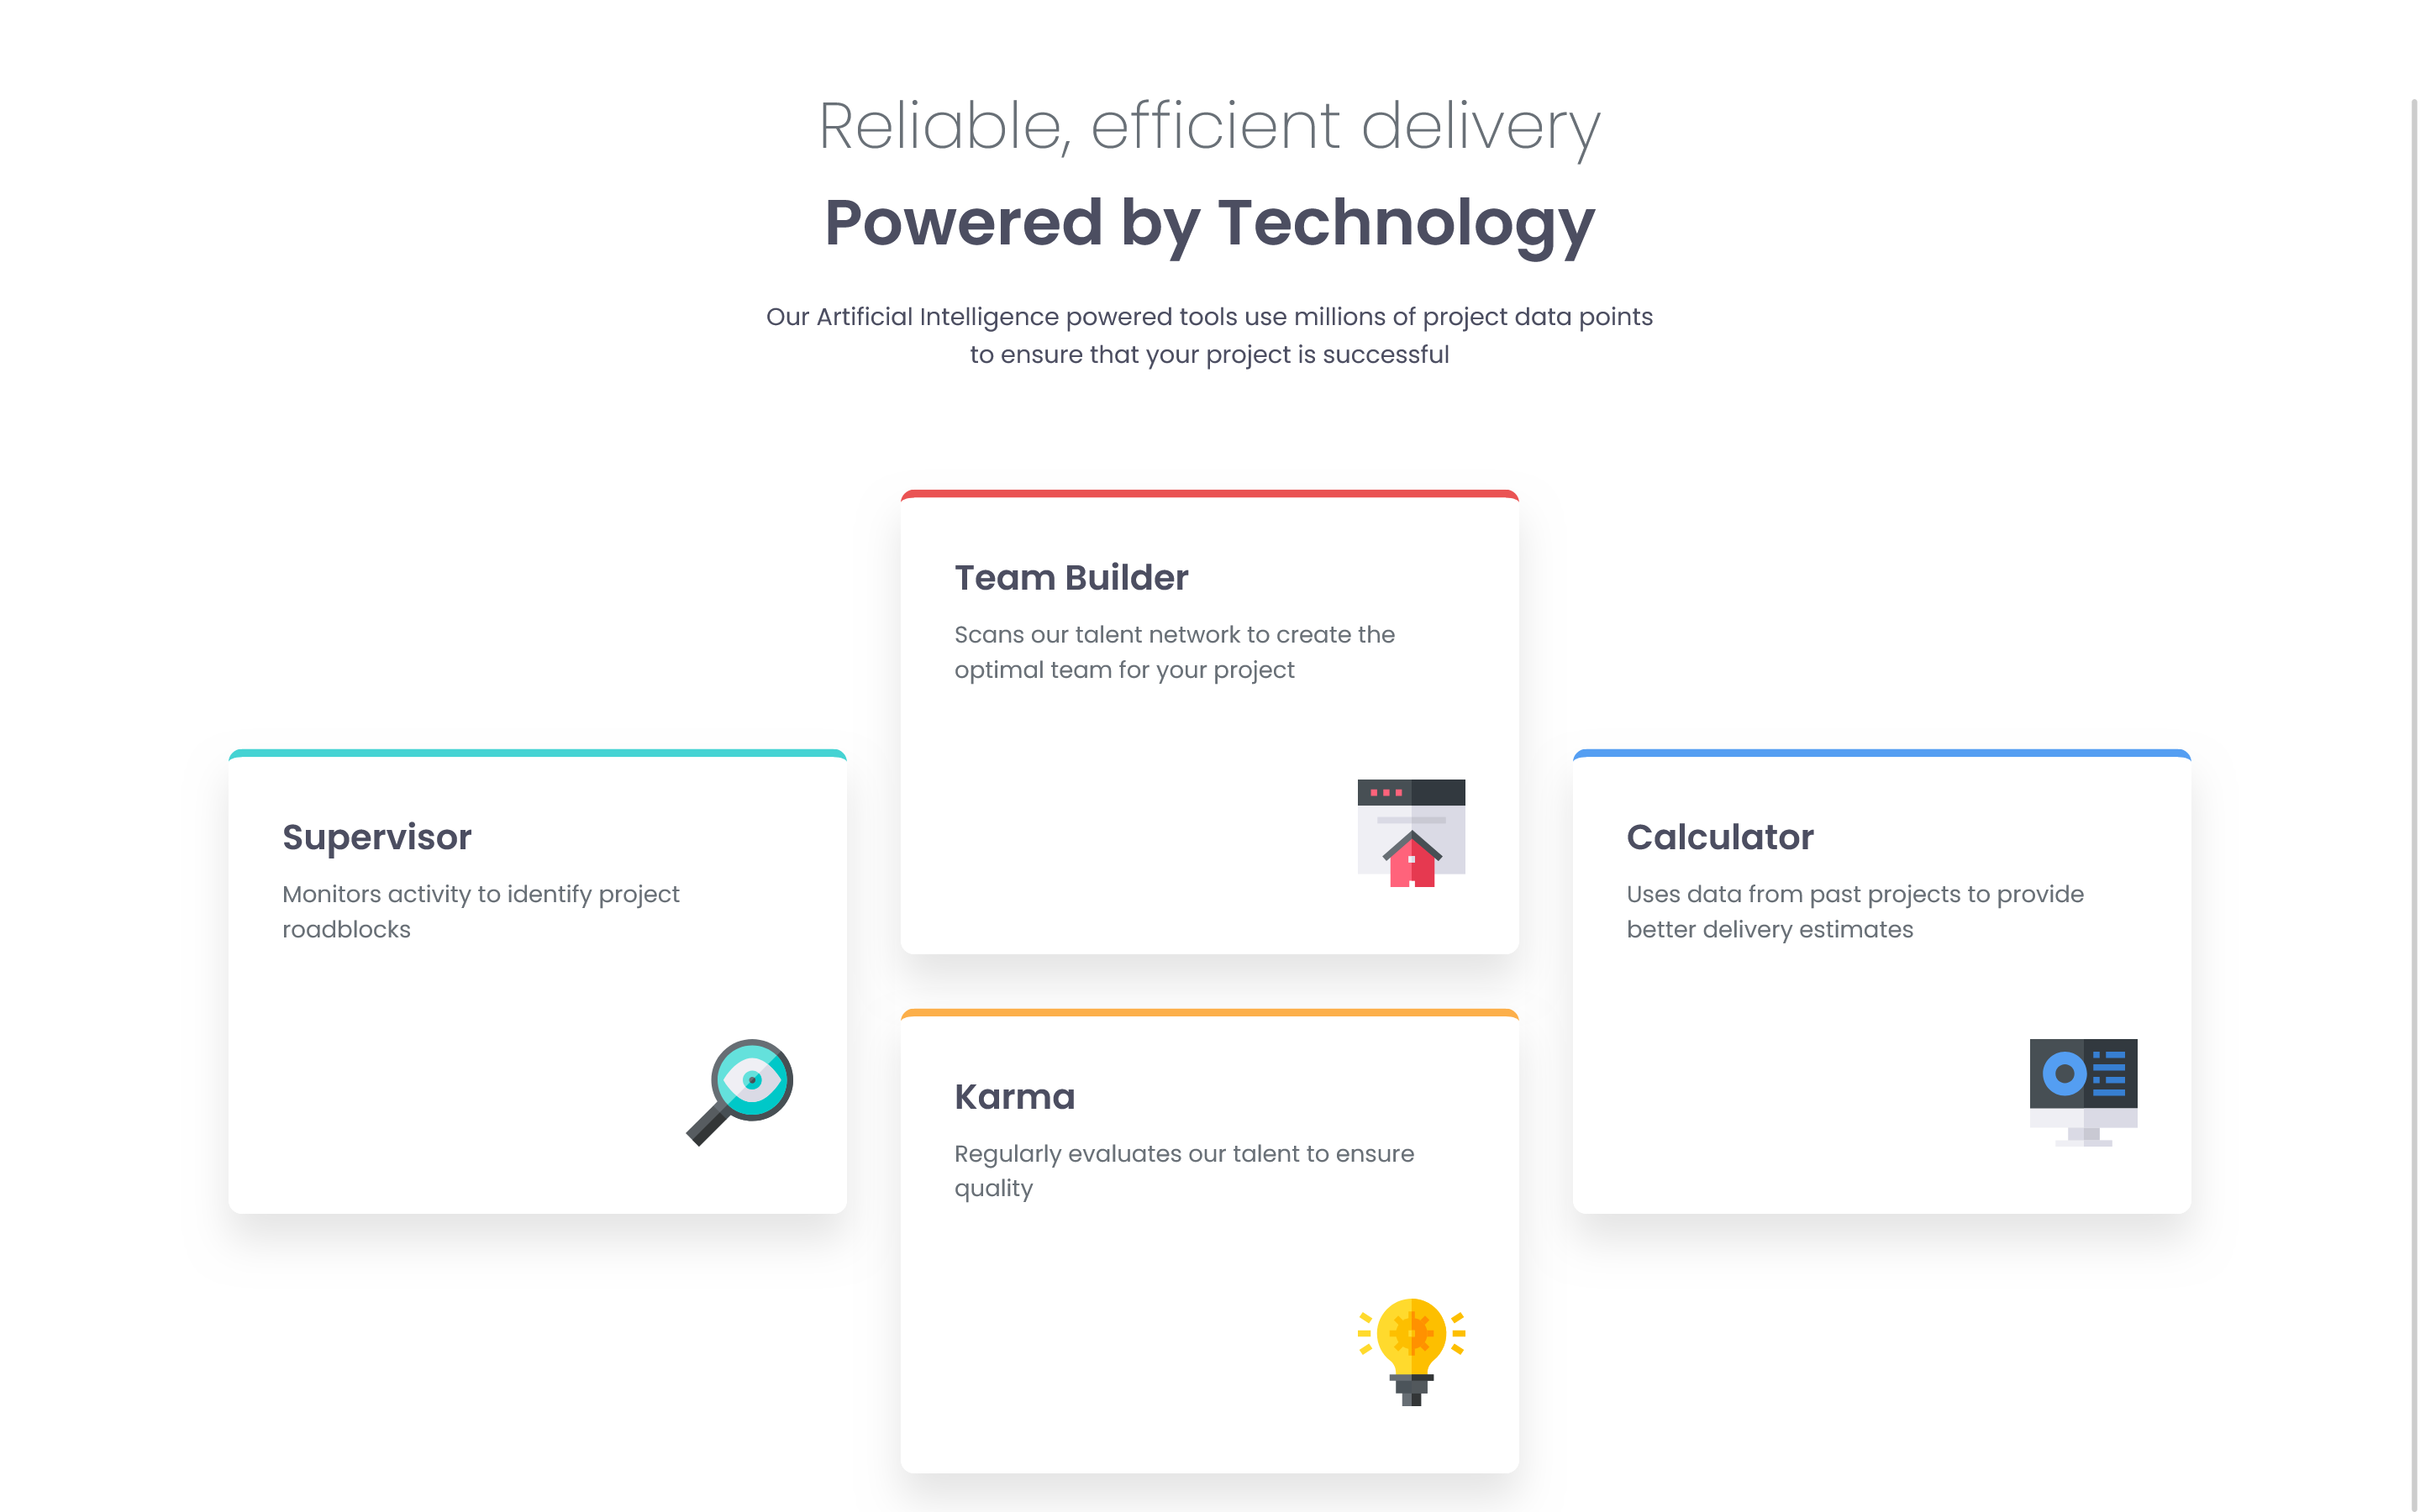 Reliable, efficient delivery
Powered by Technology
Our Artificial Intelligence powered tools use millions of project data points
to ensure that your project is successful
Team Builder
Scans our talent network to create the
optimal team for your project
Supervisor
Monitors activity to identify project
roadblocks
Calculator
Uses data from past projects to provide
better delivery estimates
Karma
Regularly evaluates our talent to ensure
quality